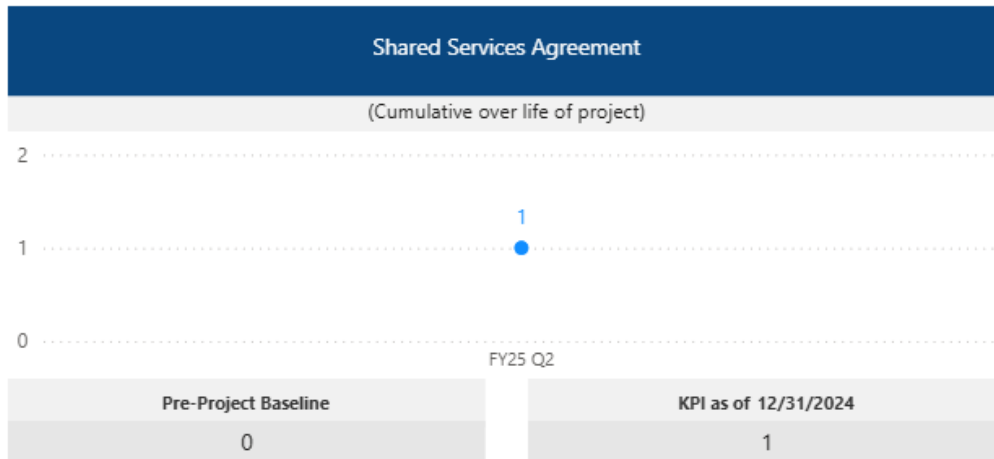 Shared Services Agreement
(Cumulative over life of project)
2
1
1
0
FY25 Q2
Pre-Project Baseline KPI as of 12/31/2024
0 1